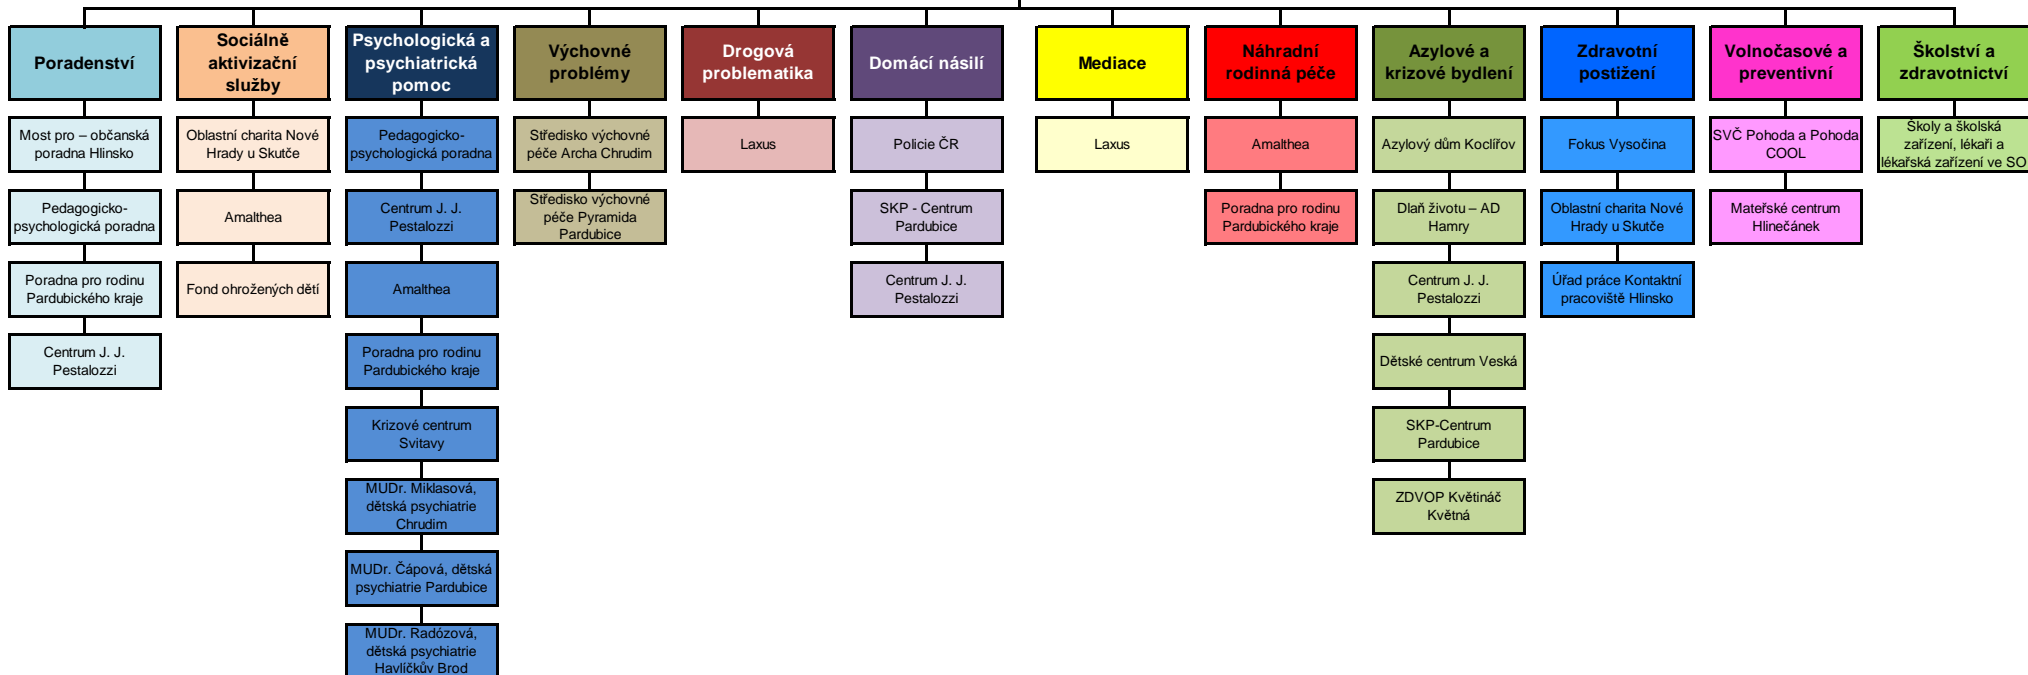 Poradenství
Most pro – občanská
poradna Hlinsko
Pedagogicko-
psychologická poradna
Poradna pro rodinu
Pardubického kraje
Centrum J. J.
Pestalozzi
Sociálně
aktivizační
služby
Oblastní charita Nové
Hrady u Skutče
Amalthea
Fond ohrožených dětí
Psychologická a
psychiatrická
pomoc
Pedagogicko-
psychologická poradna
Centrum J. J.
Pestalozzi
Amalthea
Poradna pro rodinu
Pardubického kraje
Krizové centrum
Svitavy
MUDr. Miklasová,
dětská psychiatrie
Chrudim
MUDr. Čápová, dětská
psychiatrie Pardubice
MUDr. Radózová,
dětská psychiatrie
Havlíčkův Brod
Výchovné
problémy
Středisko výchovné
péče Archa Chrudim
Středisko výchovné
péče Pyramida
Pardubice
Drogová
problematika
Laxus
Domácí násilí
Policie ČR
SKP - Centrum
Pardubice
Centrum J. J.
Pestalozzi
Mediace
Laxus
Náhradní
rodinná péče
Amalthea
Poradna pro rodinu
Pardubického kraje
Azylové a
krizové bydlení
Azylový dům Koclířov
Dlaň životu – AD
Hamry
Centrum J. J.
Pestalozzi
Dětské centrum Veská
SKP-Centrum
Pardubice
ZDVOP Květináč
Květná
Zdravotní
postižení
Fokus Vysočina
Oblastní charita Nové
Hrady u Skutče
Úřad práce Kontaktní
pracoviště Hlinsko
Volnočasové a
preventivní
SVČ Pohoda a Pohoda
COOL
Mateřské centrum
Hlinečánek
Školství a
zdravotnictví
Školy a školská
zařízení, lékaři a
lékařská zařízení ve SO